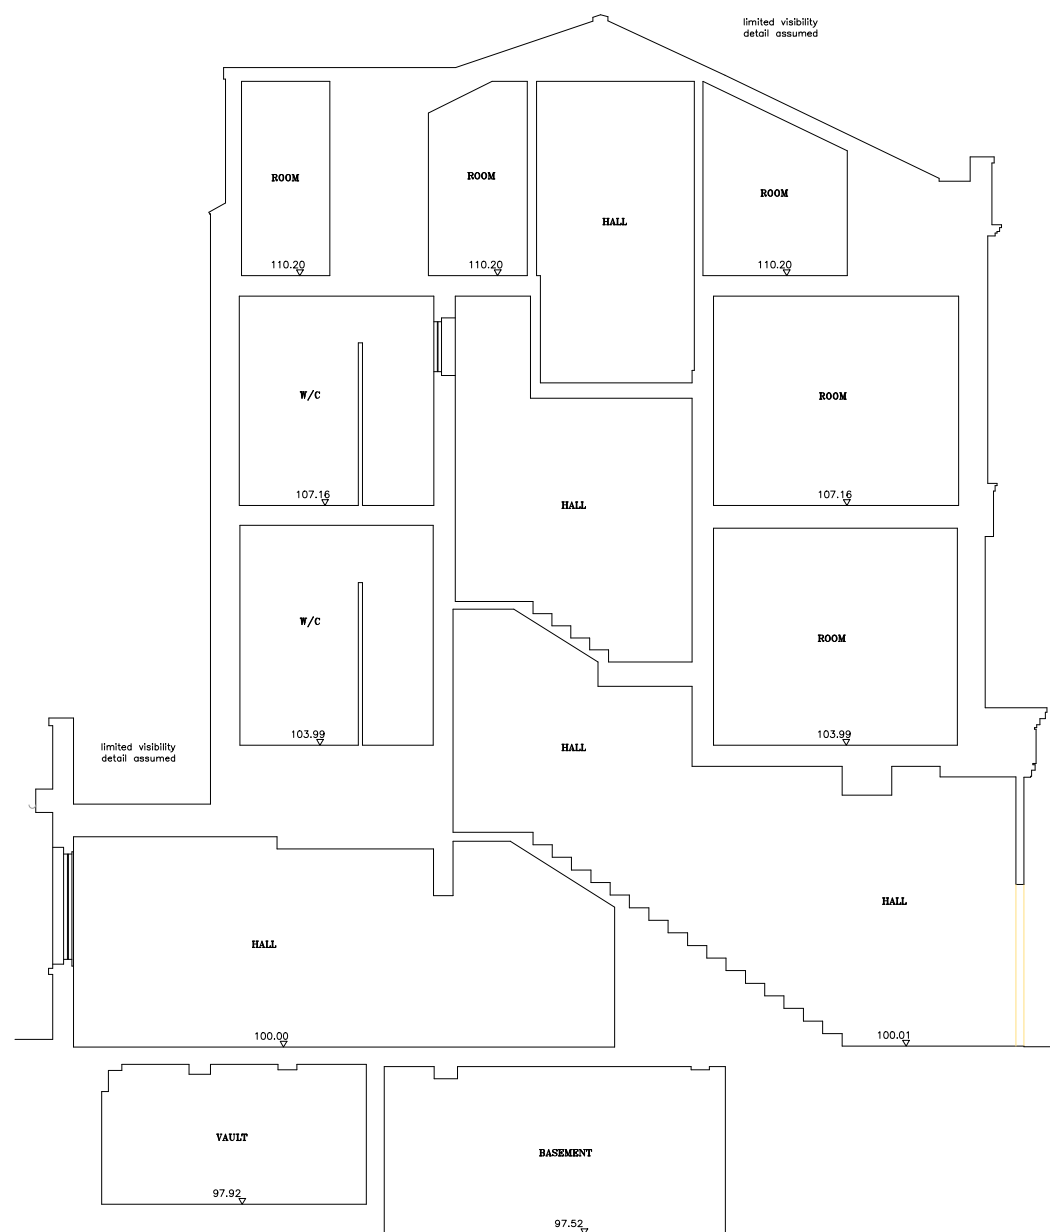 limited visibility
detail assumed
ROOM
ROOM
ROOM
HALL
110.20
110.20
110.20
W/C
ROOM
107.16
107.16
HALL
W/C
ROOM
103.99
103.99
limited visibility
detail assumed
HALL
HALL
HALL
100.00
100.01
VAULT
BASEMENT
97.92
97.52